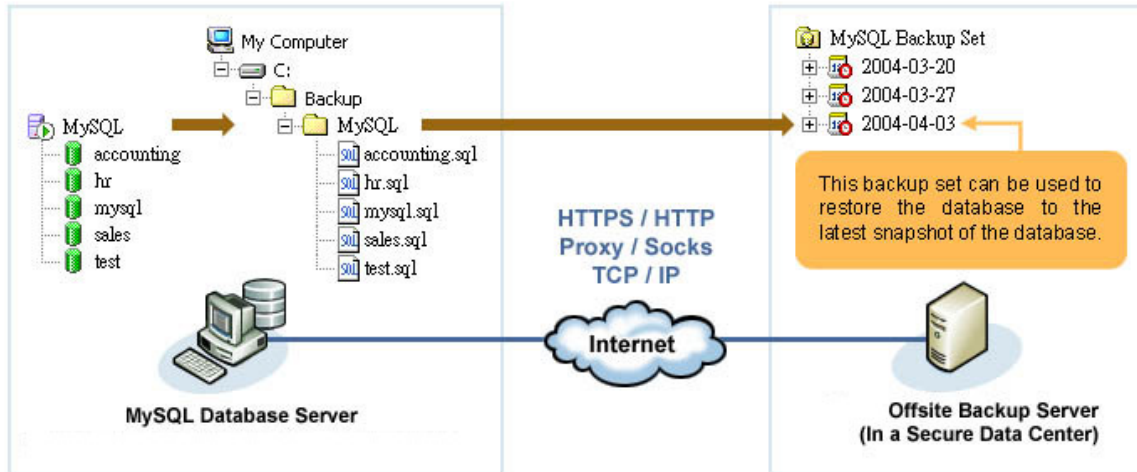 My Computer
C:
Backup
MySQL
MySQL
accounting
hr
mysql
sales
test
accounting.sql
hr.sql
mysql.sql
sales.sql
test.sql
MySQL Database Server
HTTPS / HTTP
Proxy / Socks
TCP / IP
Internet
MySQL Backup Set
2004-03-20
2004-03-27
2004-04-03
This backup set can be used to
restore the database to the
latest snapshot of the database.
Offsite Backup Server
(In a Secure Data Center)